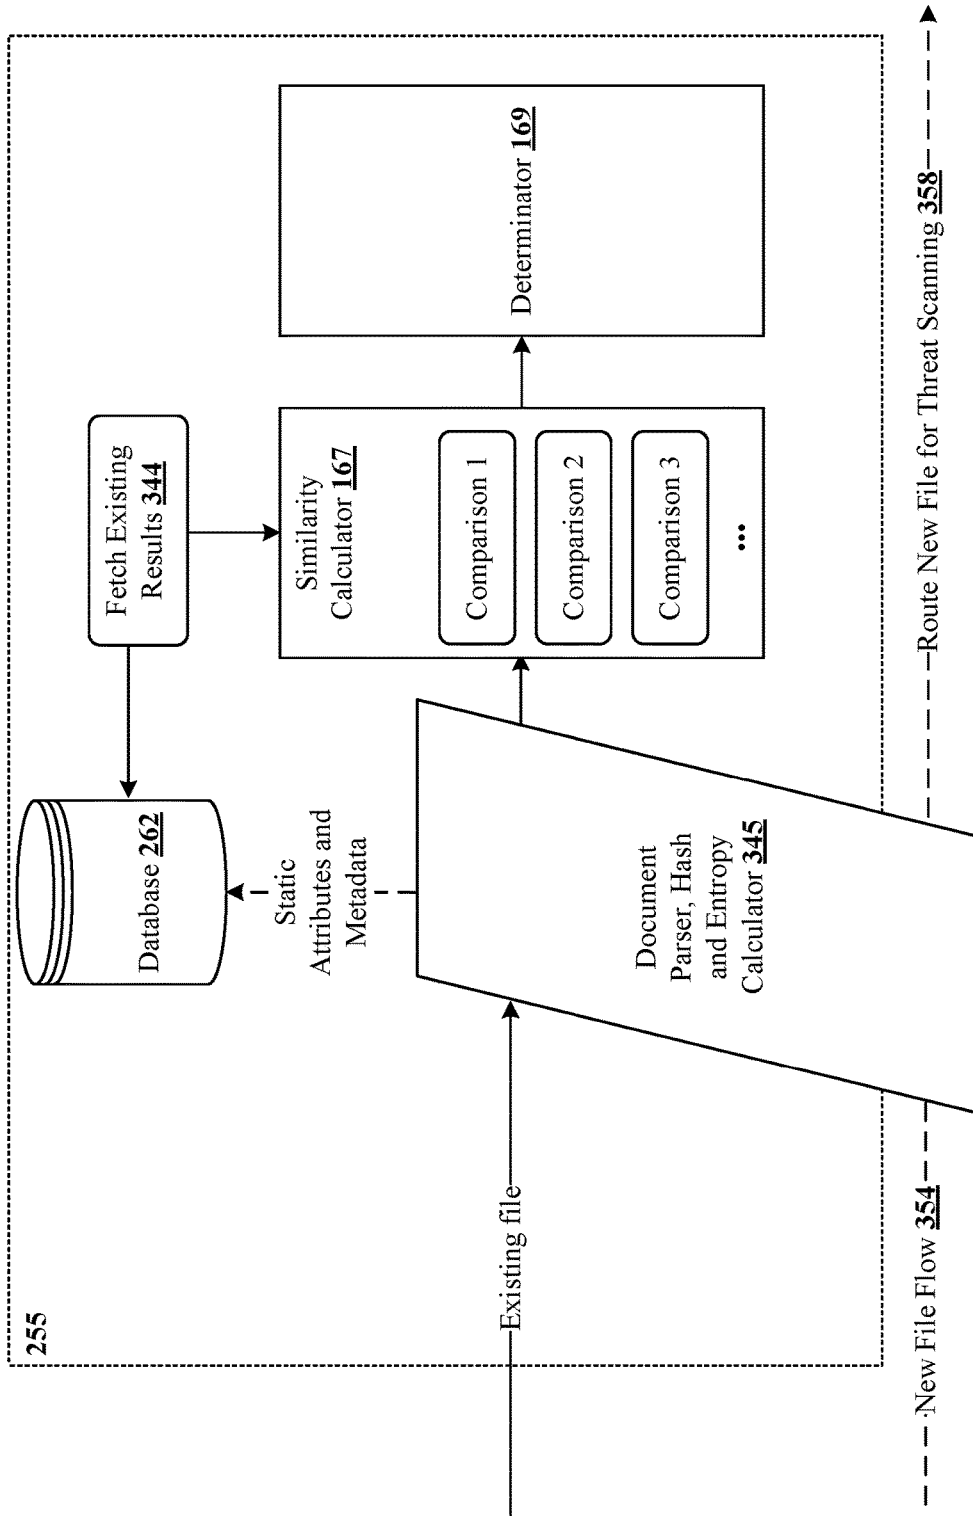 255
Database 262
Fetch Existing
Results 344
Static
Attributes and
Metadata
Similarity
Calculator 167
Comparison 1
Comparison 2
Comparison 3
...
Determinator 169
Existing file
Document
Parser, Hash
and Entropy
Calculator 345
New File Flow 354
Route New File for Threat Scanning 358